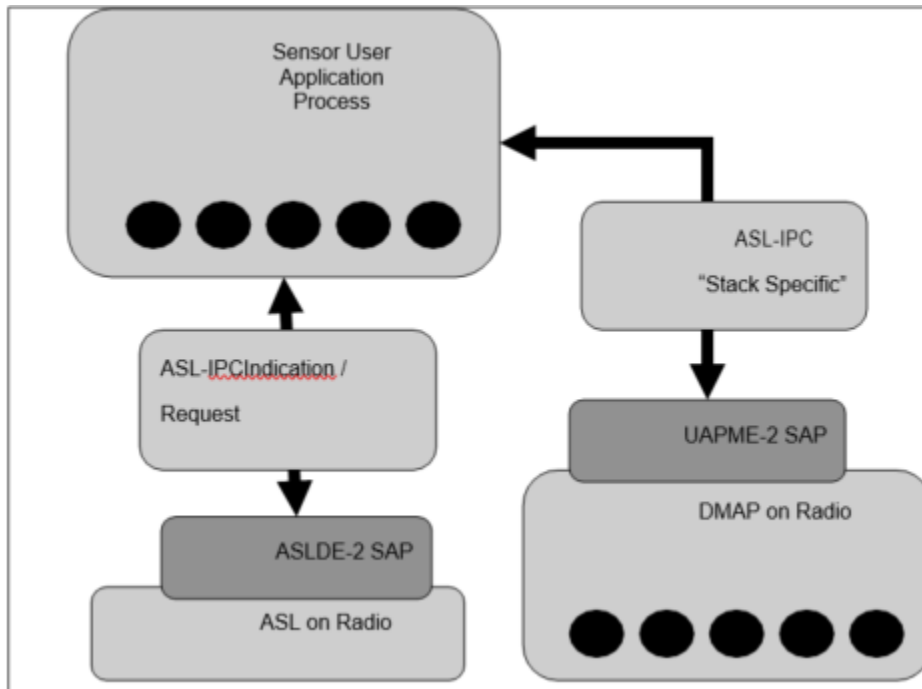 Sensor User
Application
Process
ASL-IPC
“Stack Specific”
ASL-IPCIndication /
Request
UAPME-2 SAP
DMAP on Radio
ASLDE-2 SAP
ASL on Radio